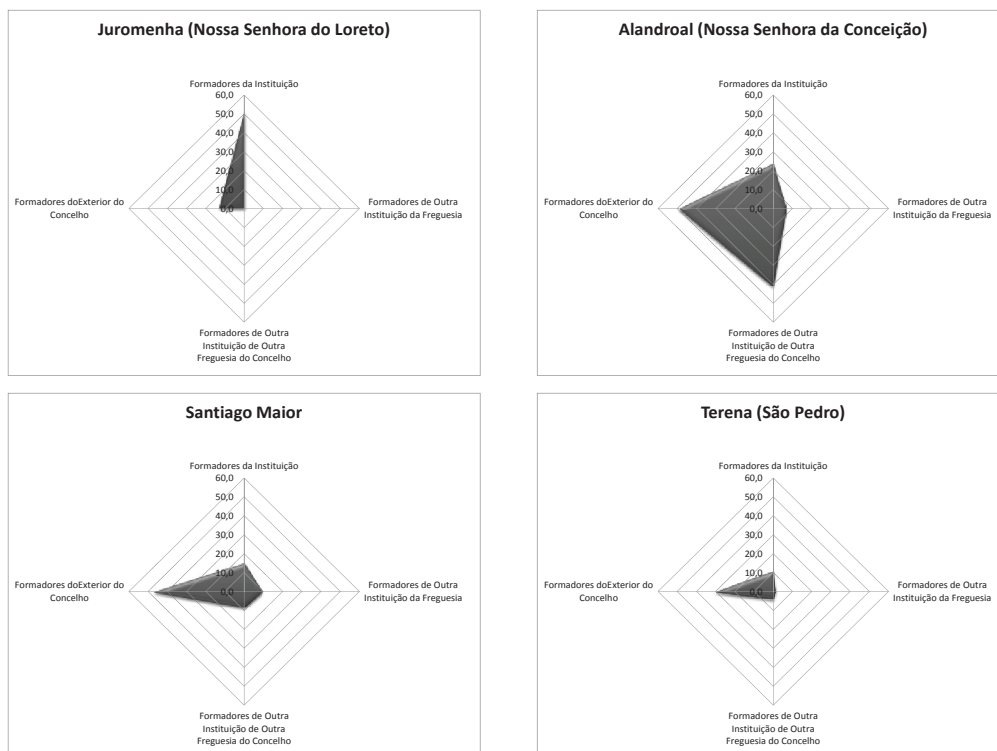 Juromenha (Nossa Senhora do Loreto)
Formadores da Instituição
60,0
50,0
40,0
30,0
20,0
10,0
0,0
Formadores doExterior do
Concelho
Formadores de Outra
Instituição da Freguesia
Formadores de Outra
Instituição de Outra
Freguesia do Concelho
Alandroal (Nossa Senhora da Conceição)
Formadores da Instituição
60,0
50,0
40,0
30,0
20,0
10,0
0,0
Formadores doExterior do
Concelho
Formadores de Outra
Instituição da Freguesia
Formadores de Outra
Instituição de Outra
Freguesia do Concelho
Santiago Maior
Formadores da Instituição
60,0
50,0
40,0
30,0
20,0
10,0
0,0
Formadores doExterior do
Concelho
Formadores de Outra
Instituição da Freguesia
Formadores de Outra
Instituição de Outra
Freguesia do Concelho
Terena (São Pedro)
Formadores da Instituição
60,0
50,0
40,0
30,0
20,0
10,0
0,0
Formadores doExterior do
Concelho
Formadores de Outra
Instituição da Freguesia
Formadores de Outra
Instituição de Outra
Freguesia do Concelho